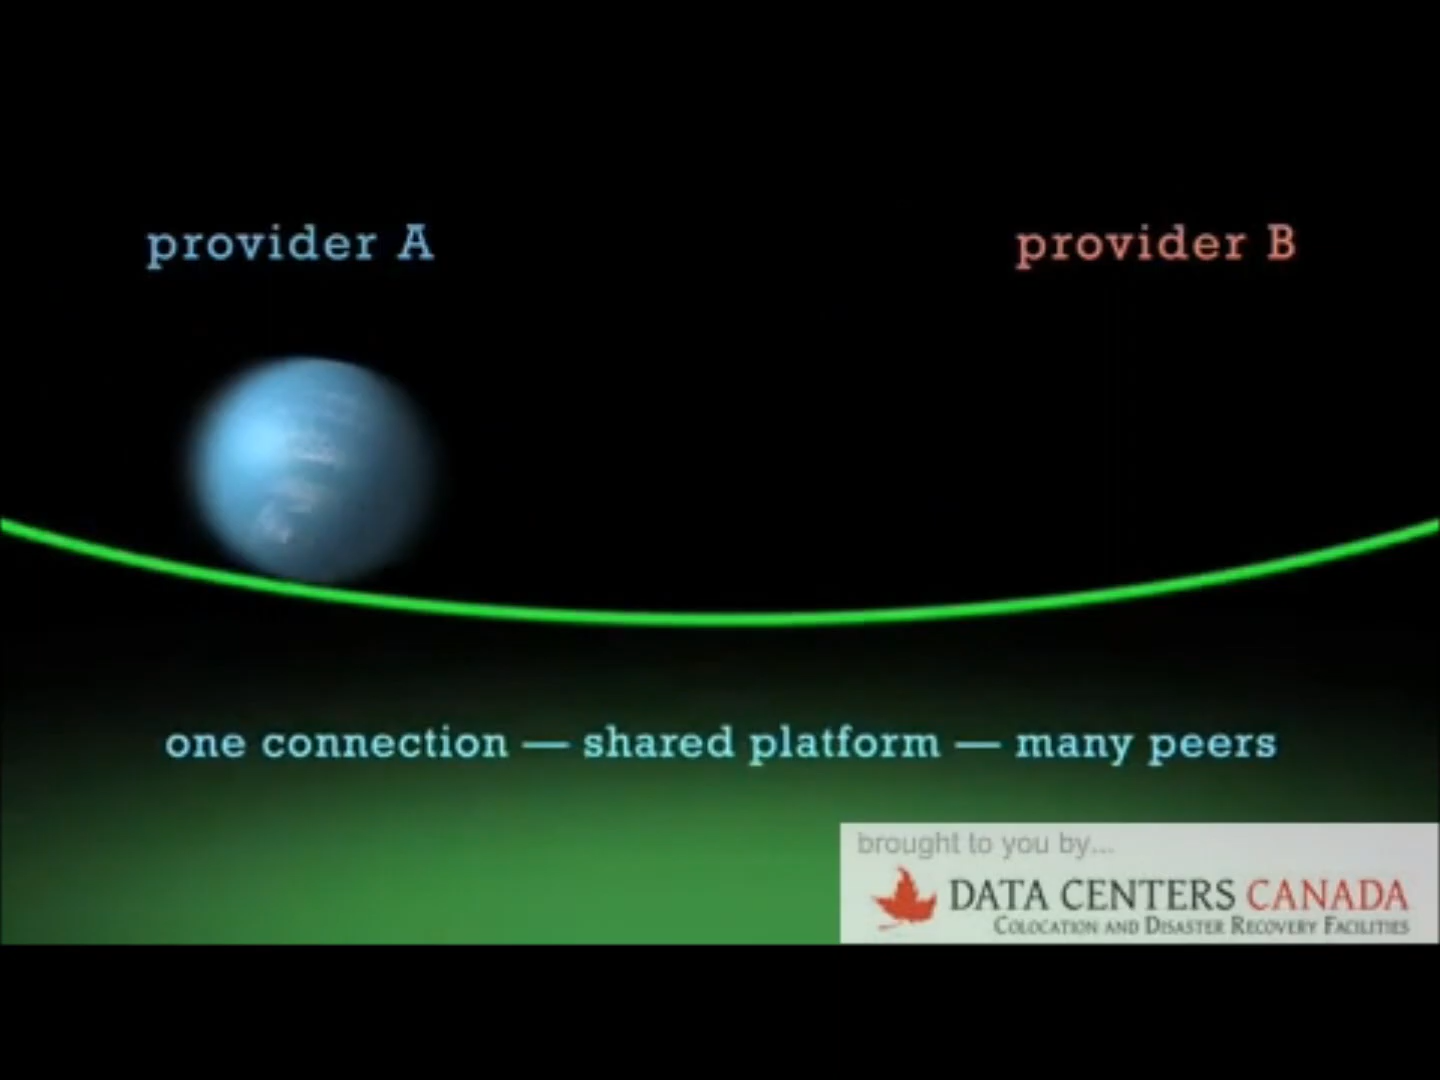 provider A
provider B
one connection — shared platform — many peers
brought to you by...
DATA CENTERS CANADA
COLOCATION AND DISASTER RECOVERY FACILITIES